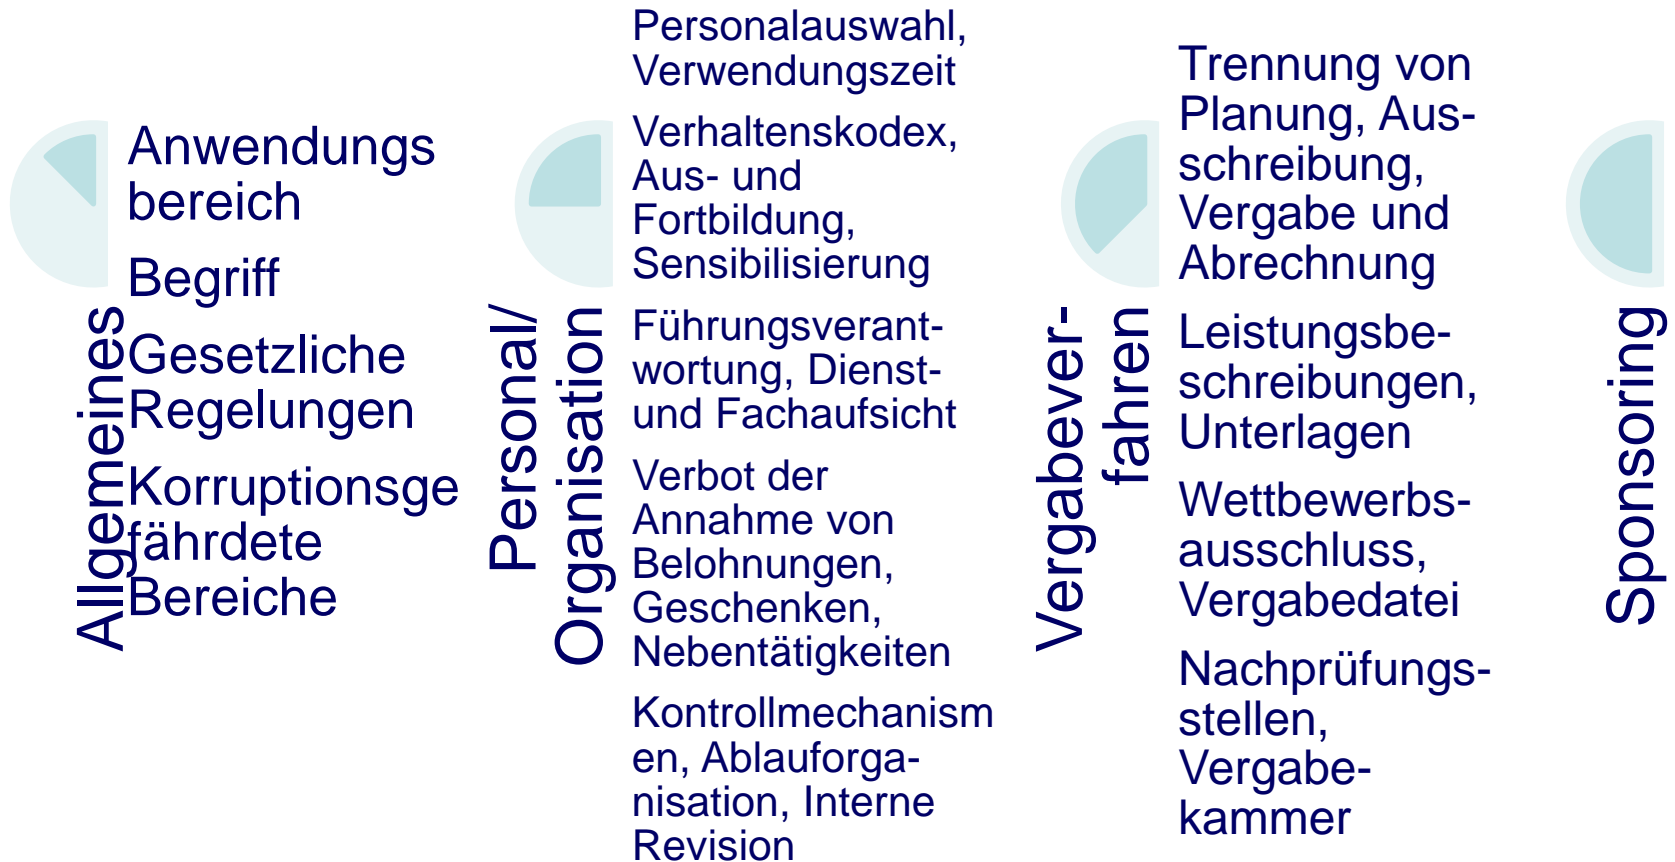 Allgemeines
Anwendungs
bereich
Begriff
Gesetzliche
Regelungen
Korruptionsge
fährdete
Bereiche
Personal/
Organisation
Personalauswahl,
Verwendungszeit
Verhaltenskodex,
Aus- und
Fortbildung,
Sensibilisierung
Führungsverant-
wortung, Dienst-
und Fachaufsicht
Verbot der
Annahme von
Belohnungen,
Geschenken,
Nebentätigkeiten
Kontrollmechanism
en, Ablauforga-
nisation, Interne
Revision
Vergabever-
fahren
Trennung von
Planung, Aus-
schreibung,
Vergabe und
Abrechnung
Leistungsbe-
schreibungen,
Unterlagen
Wettbewerbs-
ausschluss,
Vergabedatei
Nachprüfungs-
stellen,
Vergabe-
kammer
Sponsoring